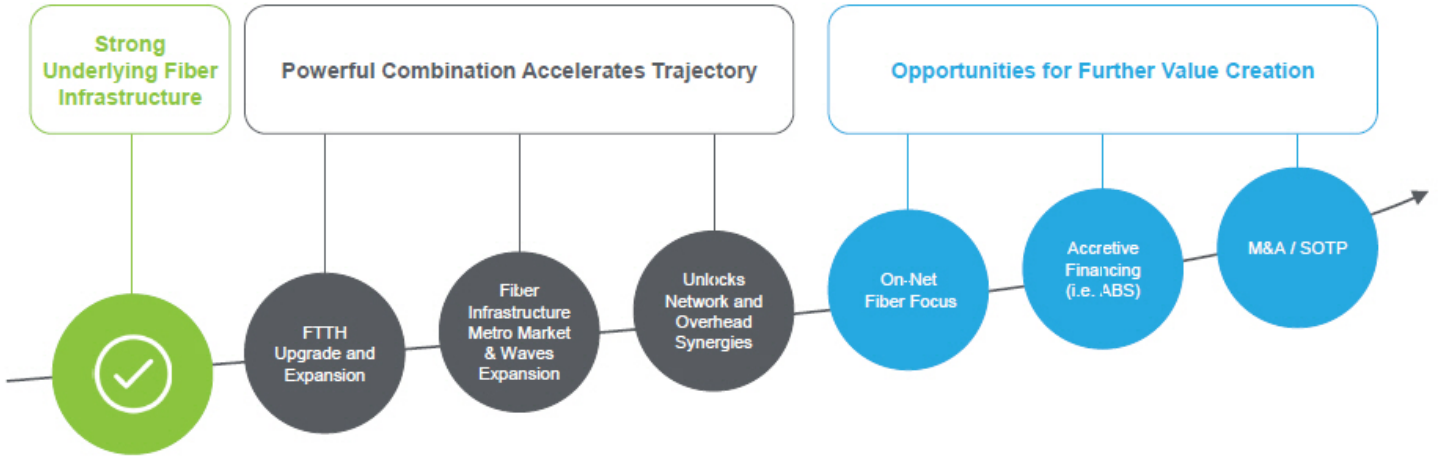 Strong
Underlying Fiber
Infrastructure
Powerful Combination Accelerates Trajectory
Opportunities for Further Value Creation
FTTH
Upgrade and
Expansion
Fiber
Infrastructure
Metro Market
& Waves
Expansion
Unlocks
Network and
Overhead
Synergies
On-Net
Fiber Focus
Accretive
Financing
(i.e. ABS)
M&A / SOTP